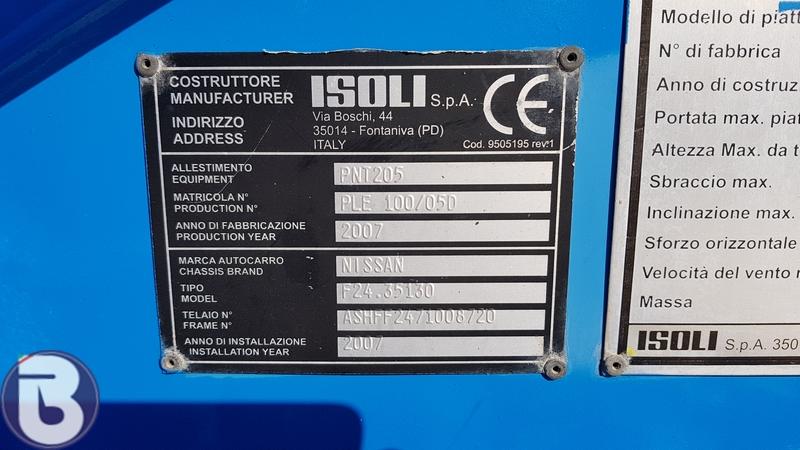 COSTRUTTORE
MANUFACTURER
ISOLI S.p.A.
CE
INDIRIZZO
ADDRESS
Via Boschi, 44
35014 - Fontaniva (PD)
ITALY
Cod. 9505195 rev.1
ALLESTIMENTO
EQUIPMENT
PNT205
MATRICOLA N°
PRODUCTION N°
PLE 100/05D
ANNO DI FABBRICAZIONE
PRODUCTION YEAR
2007
MARCA AUTOCARRO
CHASSIS BRAND
NISSAN
TIPO
MODEL
F24.35130
TELAIO N°
FRAME N°
ANNO DI INSTALLAZIONE
INSTALLATION YEAR
2007
Modello di piatt
N° di fabbrica
Anno di costruz
Portata max. piat
Altezza Max. da t
Sbraccio max.
Inclinazione max.
Sforzo orizzontale
Velocità del vento
Massa
ISOLI S.p.A. 350
B